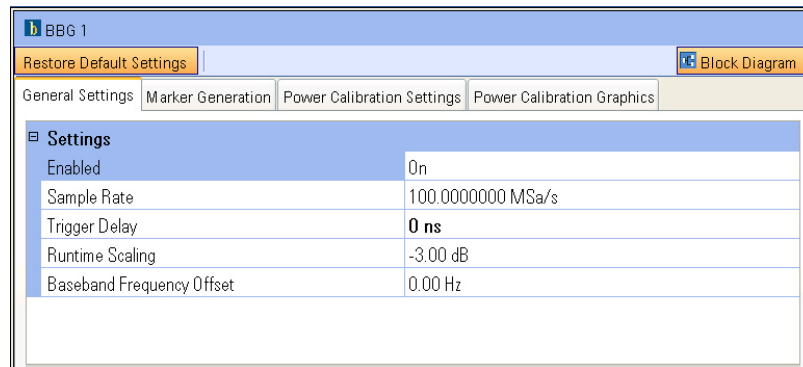 b BBG 1
Restore Default Settings Block Diagram
General Settings Marker Generation Power Calibration Settings Power Calibration Graphics
Settings
Enabled On
Sample Rate 100.0000000 MSa/s
Trigger Delay 0 ns
Runtime Scaling -3.00 dB
Baseband Frequency Offset 0.00 Hz